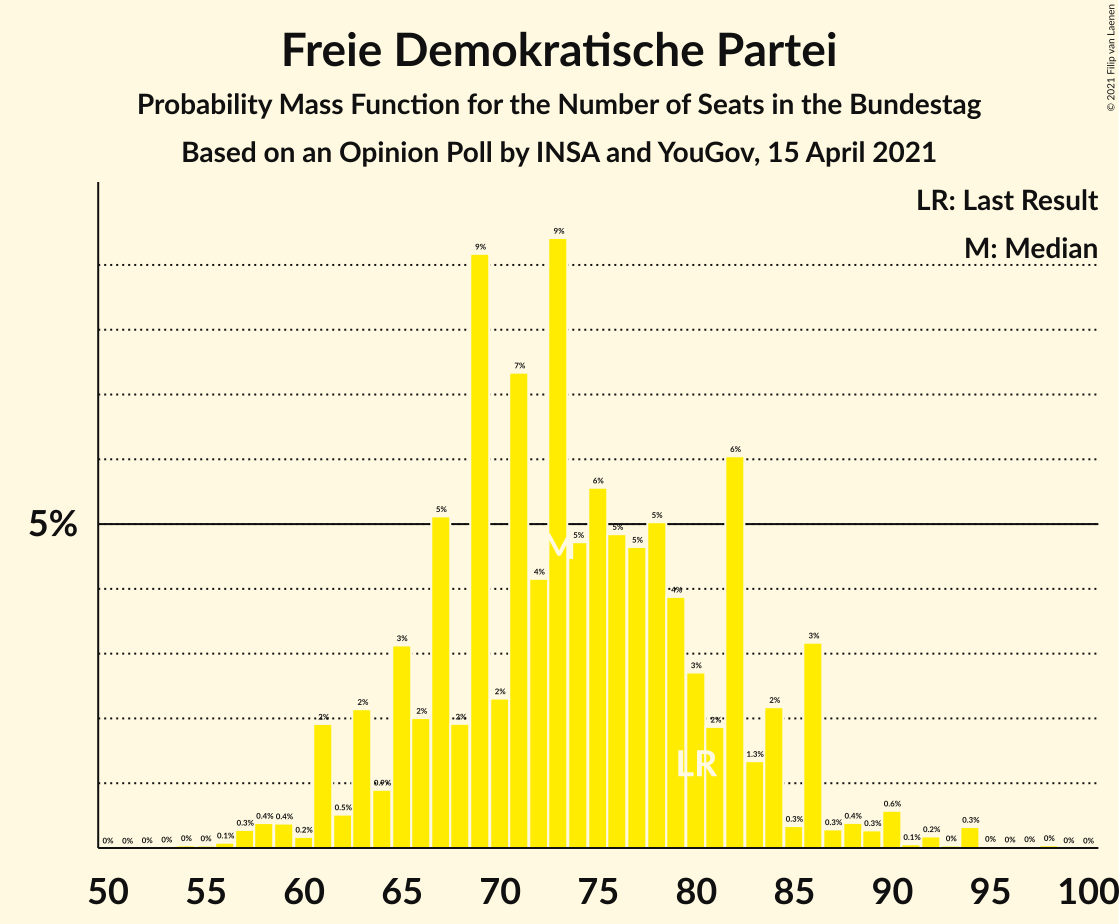 © 2021 Filip van Laenen
Freie Demokratische Partei
Probability Mass Function for the Number of Seats in the Bundestag
Based on an Opinion Poll by INSA and YouGov, 15 April 2021
LR: Last Result
M: Median
5%
0% 0% 0% 0% 0% 0% 0.1% 0.3% 0.4% 0.4% 0.2% 2% 0.5% 2% 0.9% 3% 2% 5% 2% 9% 2% 7% 4% 9% 5% 6% 5% 5% 5% 4% 3% 2% 6% 1.3% 2% 0.3% 3% 0.3% 0.4% 0.3% 0.6% 0.1% 0.2% 0% 0.3% 0% 0% 0% 0% 0% 0%
M
LR
50 55 60 65 70 75 80 85 90 95 100